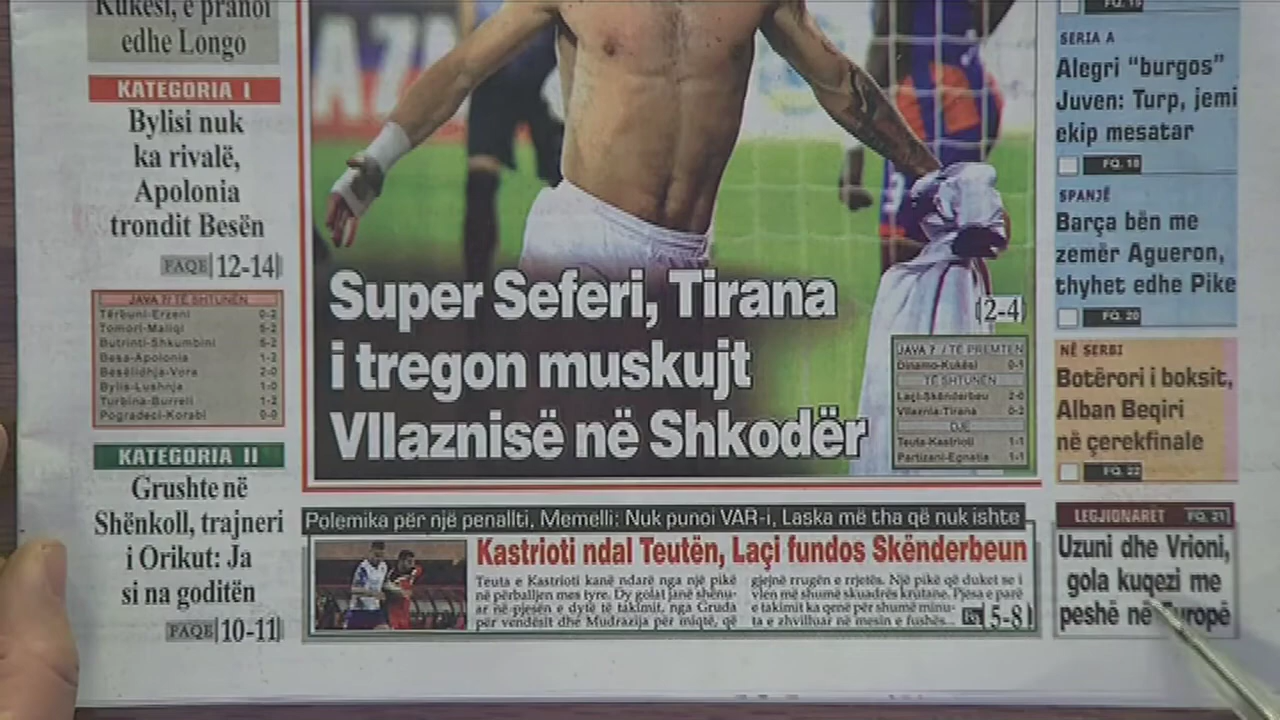 Kukësi, e pranoi
edhe Longo
KATEGORIA I
Bylisi nuk
ka rivalë,
Apolonia
trondit Besën
FAQE 12-14
JAVA 7/ TË SHTUNËN
Tërbuni-Erzeni 0-2
Tomori-Maliqi 5-2
Butrinti-Shkumbini 5-2
Besa-Apolonia 1-2
Besëlidhja-Vora 2-0
Bylis-Lushnja 1-0
Turbina-Burreli 1-2
Pogradeci-Korabi 0-0
KATEGORIA II
Grushte në
Shënkoll, trajneri
i Orikut: Ja
si na goditën
FAQE 10-11
Super Seferi, Tirana
i tregon muskujt
Vllaznisë në Shkodër
2-4
JAVA 7 / TË PREMTEN
Dinamo-Kukësi 0-1
TË SHTUNËN
Laçi-Skënderbeu 2-0
Vllaznia-Tirana 0-2
DJE
Teuta-Kastrioti 1-1
Partizani-Egnatia 1-1
Polemika për një penallti, Memelli: Nuk punoi VAR-i, Laska më tha që nuk ishte
Kastrioti ndal Teutën, Laçi fundos Skënderbeun
Teuta e Kastrioti kanë ndarë nga një pikë
në përballjen mes tyre. Dy golat janë shënu-
ar në pjesën e dytë të takimit, nga Gruda
për vendësit dhe Mudrazija për miqtë, që
gjejnë rrugën e rrjetës. Një pikë që duket se i
vlen më shumë skuadrës krutane. Pjesa e parë
e takimit ka qenë për shumë minu-
ta e zhvilluar në mesin e fushës...
5-8
FQ. 19
SERIA A
Alegri “burgos”
Juven: Turp, jemi
ekip mesatar
FQ. 18
SPANJË
Barça bën me
zemër Agueron,
thyhet edhe Pike
FQ. 20
NË SERBI
Botërori i boksit,
Alban Beqiri
në çerekfinale
FQ. 22
LEGJIONARET FQ. 21
Uzuni dhe Vrioni,
gola kuqezi me
peshë në Europë